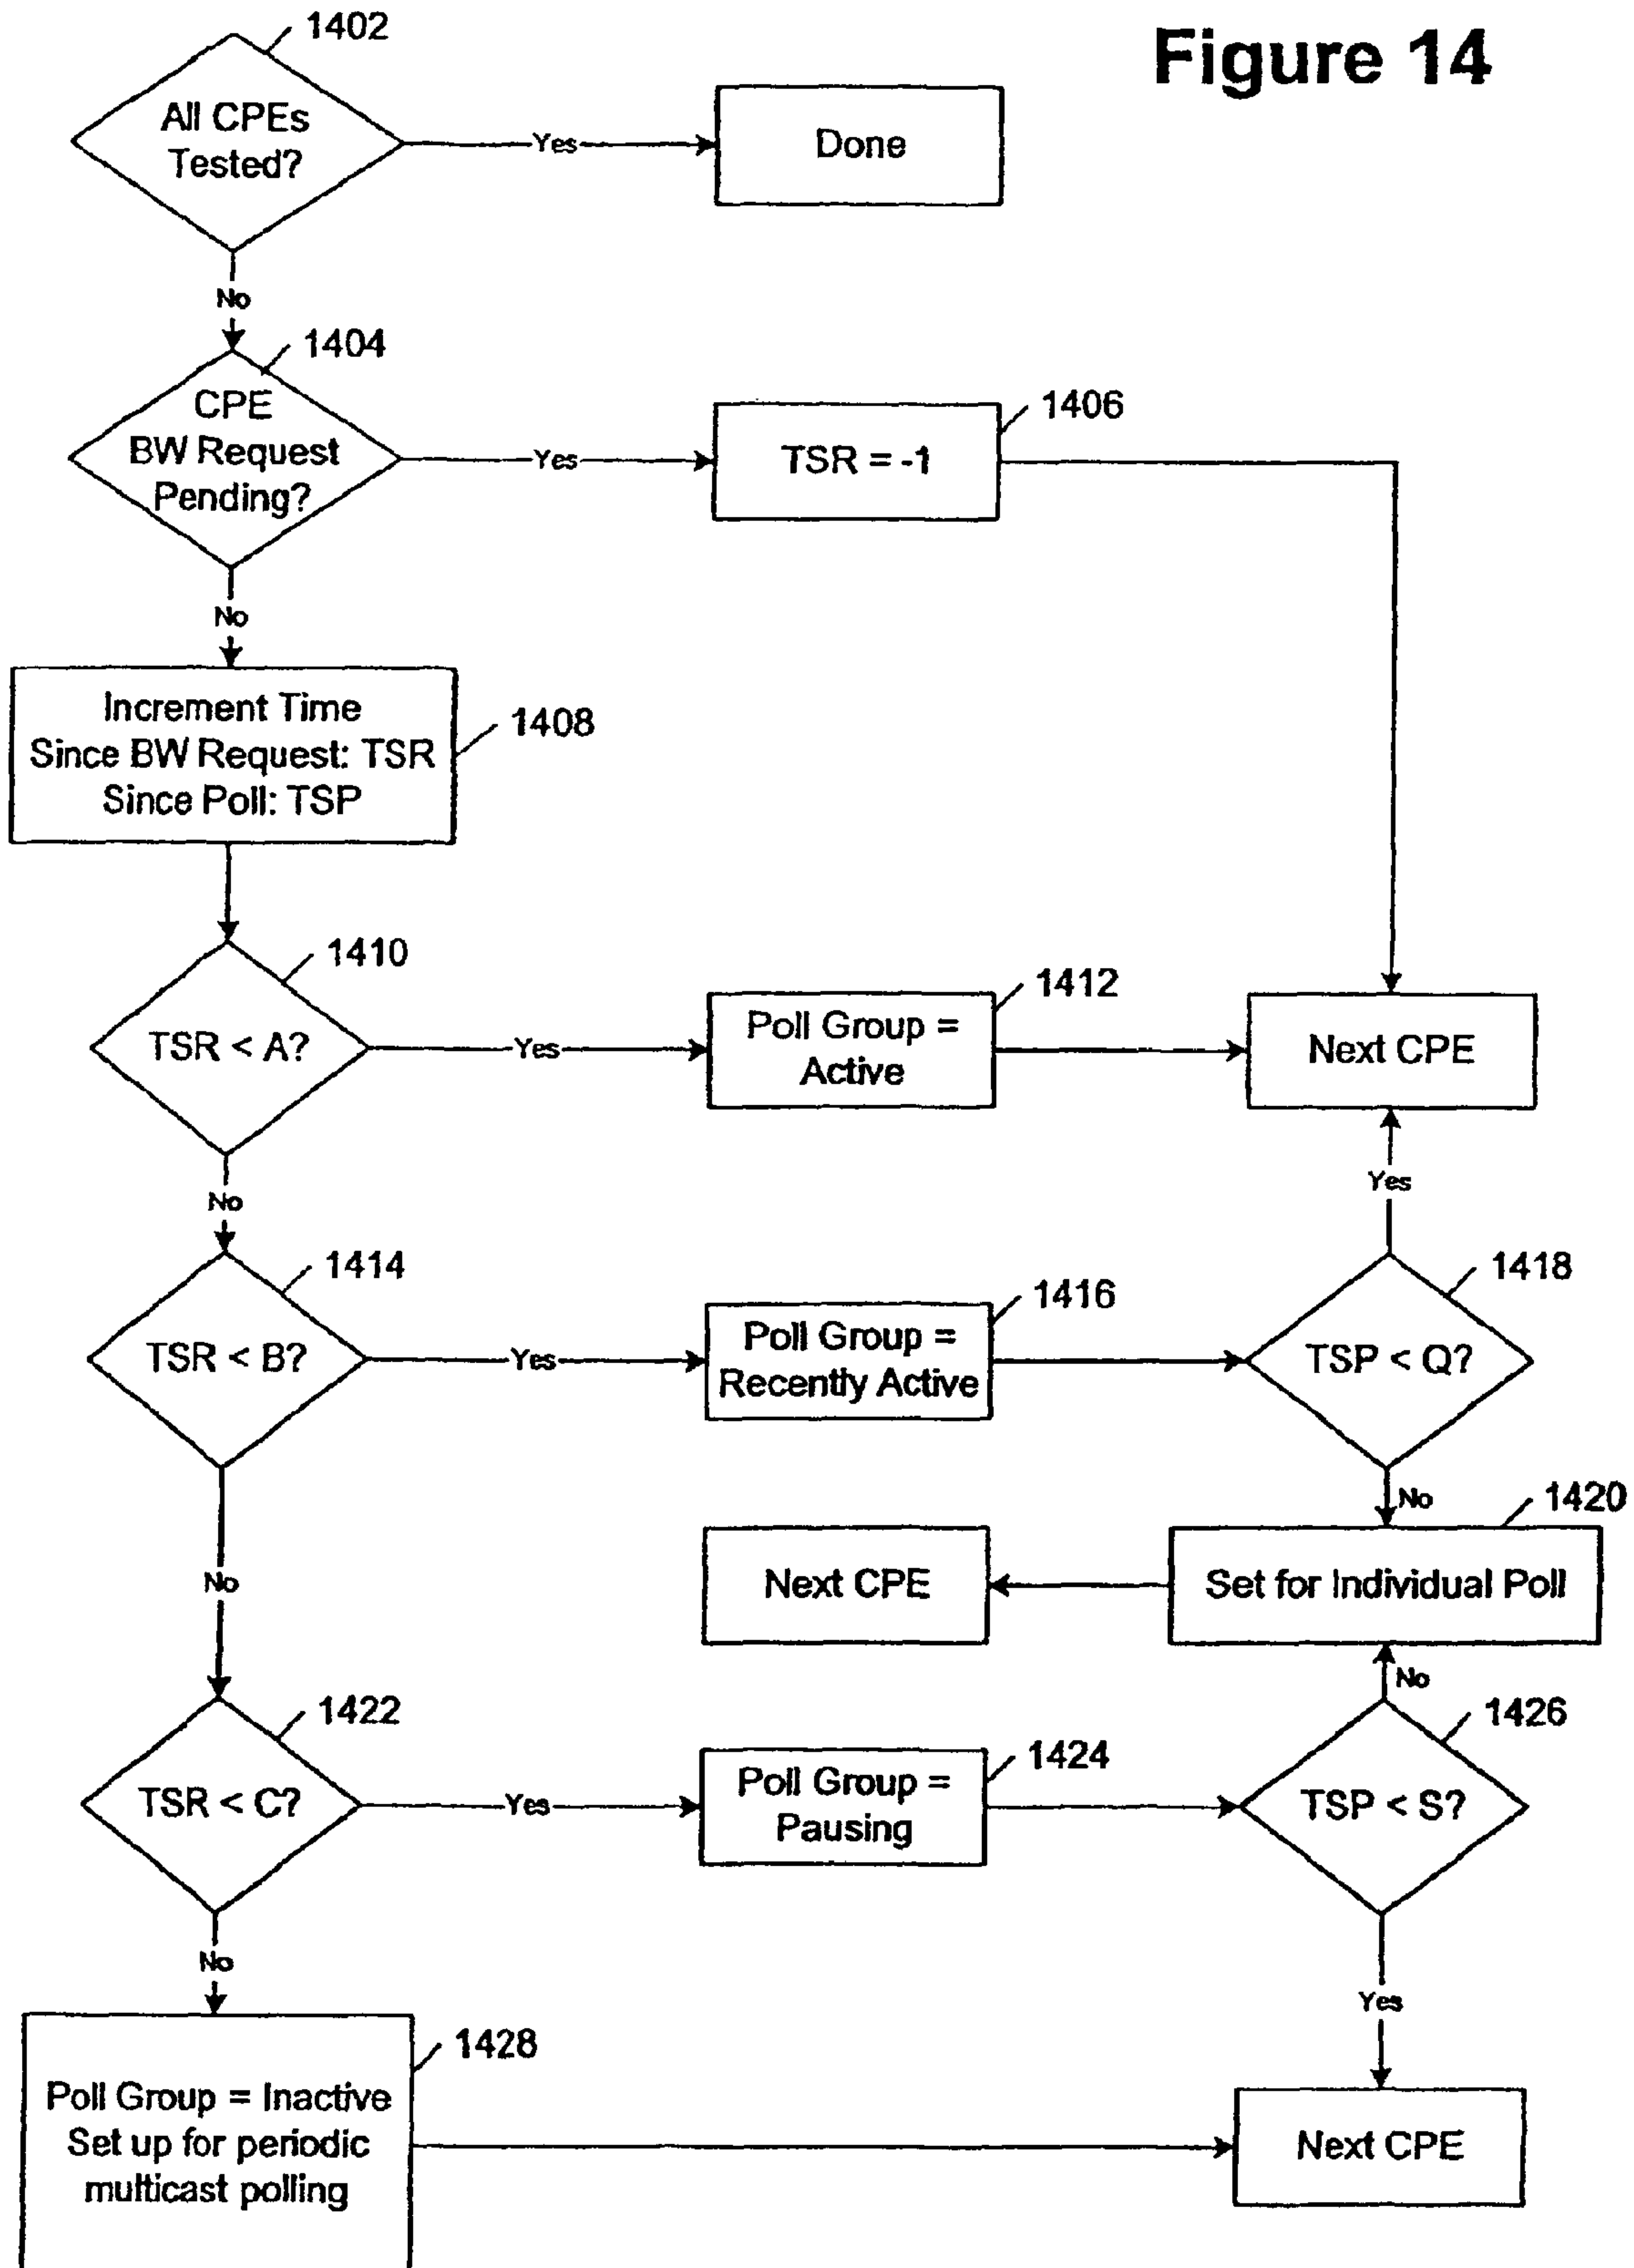 Figure 14
1402
All CPEs
Tested?
Yes
Done
No
1404
CPE
BW Request
Pending?
Yes
1406
TSR = -1
No
Increment Time
Since BW Request: TSR
Since Poll: TSP
1408
1410
TSR < A?
Yes
1412
Poll Group =
Active
Next CPE
No
Yes
1414
TSR < B?
Yes
1416
Poll Group =
Recently Active
1418
TSP < Q?
No
1420
Set for Individual Poll
Next CPE
No
No
1422
TSR < C?
Yes
1424
Poll Group =
Pausing
1426
TSP < S?
No
Yes
1428
Poll Group = Inactive
Set up for periodic
multicast polling
Next CPE